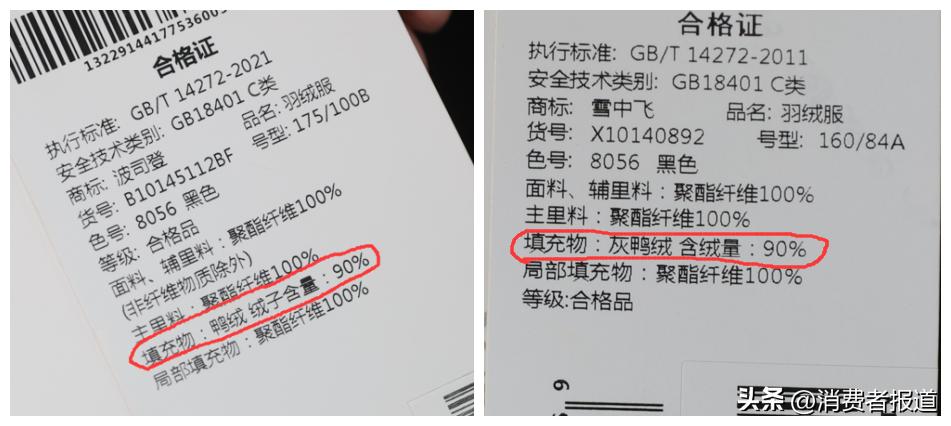 1322914417753600
合格证
执行标准: GB/T 14272-2021
安全技术类别: GB18401 C类
商标: 波司登 品名: 羽绒服
货号: B10145112BF 号型: 175/100B
色号: 8056 黑色
等级: 合格品
面料、辅里料: 聚酯纤维100%
(非纤维物质除外)
主里料: 聚酯纤维100%
填充物: 鸭绒 绒子含量: 90%
局部填充物: 聚酯纤维100%
合格证
执行标准: GB/T 14272-2011
安全技术类别: GB18401 C类
商标: 雪中飞 品名: 羽绒服
货号: X10140892 号型: 160/84A
色号: 8056 黑色
面料、辅里料: 聚酯纤维100%
主里料: 聚酯纤维100%
填充物: 灰鸭绒 含绒量: 90%
局部填充物: 聚酯纤维100%
等级:合格品
头条 @消费者报道